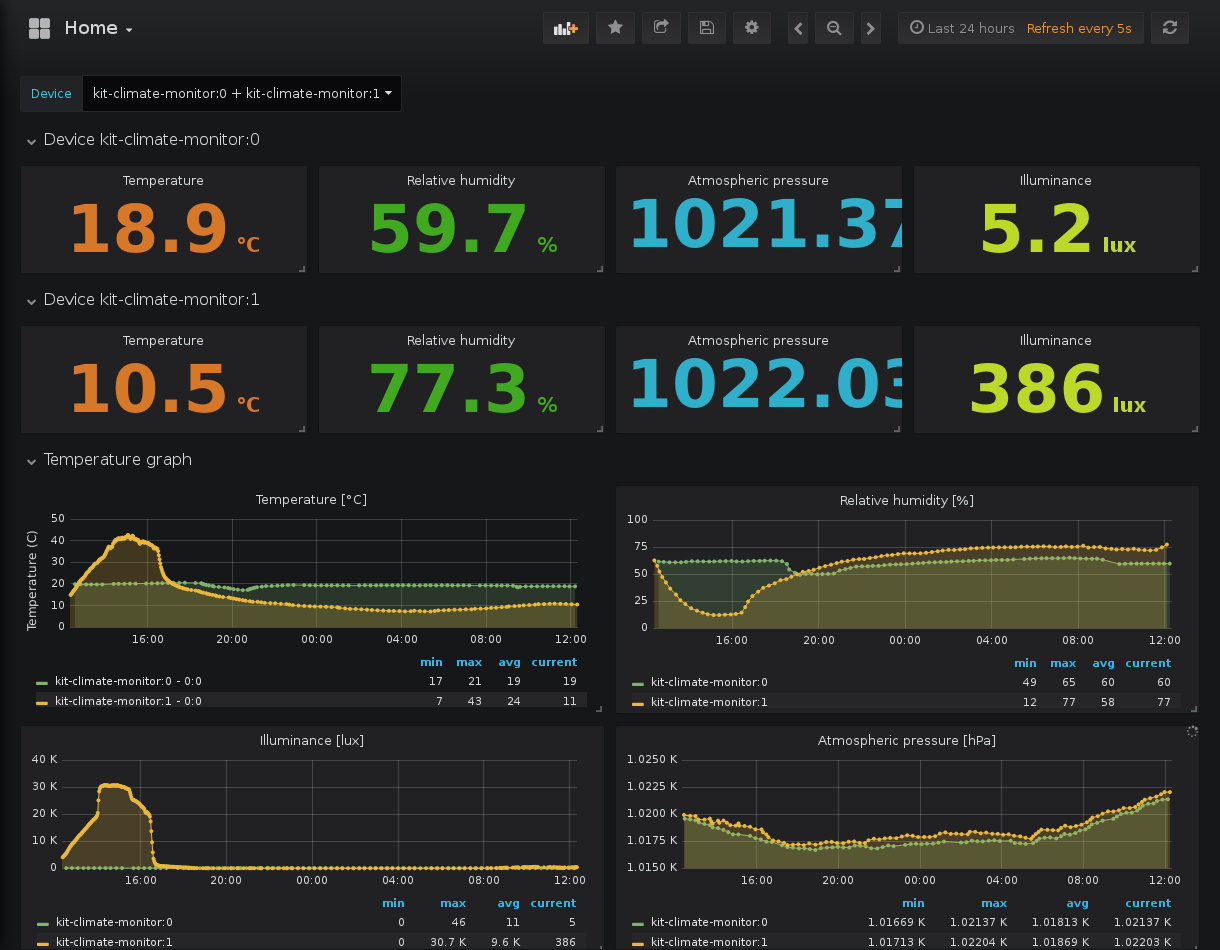 Home
Last 24 hours Refresh every 5s
Device kit-climate-monitor:0 + kit-climate-monitor:1
Device kit-climate-monitor:0
Temperature Relative humidity Atmospheric pressure Illuminance
18.9 °C 59.7 % 1021.37 5.2 lux
Device kit-climate-monitor:1
Temperature Relative humidity Atmospheric pressure Illuminance
10.5 °C 77.3 % 1022.03 386 lux
Temperature graph
Temperature [°C]
Temperature (C)
50
40
30
20
10
0
16:00 20:00 00:00 04:00 08:00 12:00
min max avg current
kit-climate-monitor:0 - 0:0 17 21 19 19
kit-climate-monitor:1 - 0:0 7 43 24 11
Relative humidity [%]
100
75
50
25
0
16:00 20:00 00:00 04:00 08:00 12:00
min max avg current
kit-climate-monitor:0 49 65 60 60
kit-climate-monitor:1 12 77 58 77
Illuminance [lux]
40 K
30 K
20 K
10 K
0
16:00 20:00 00:00 04:00 08:00 12:00
min max avg current
kit-climate-monitor:0 0 46 11 5
kit-climate-monitor:1 0 30.7 K 9.6 K 386
Atmospheric pressure [hPa]
1.0250 K
1.0225 K
1.0200 K
1.0175 K
1.0150 K
16:00 20:00 00:00 04:00 08:00 12:00
min max avg current
kit-climate-monitor:0 1.01669 K 1.02137 K 1.01813 K 1.02137 K
kit-climate-monitor:1 1.01713 K 1.02204 K 1.01869 K 1.02203 K